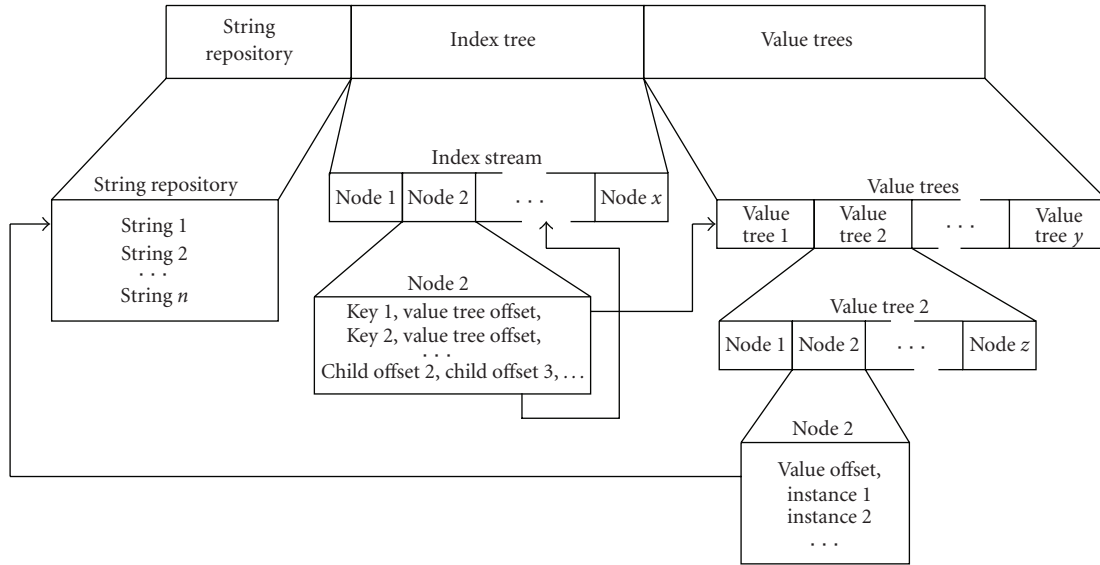 String
repository
Index tree
Value trees
Index stream
Node 1
Node 2
. . .
Node x
String repository
String 1
String 2
. . .
String n
Value trees
Value
tree 1
Value
tree 2
. . .
Value
tree y
Node 2
Key 1, value tree offset,
Key 2, value tree offset,
. . .
Child offset 2, child offset 3, . . .
Value tree 2
Node 1
Node 2
. . .
Node z
Node 2
Value offset,
instance 1
instance 2
. . .